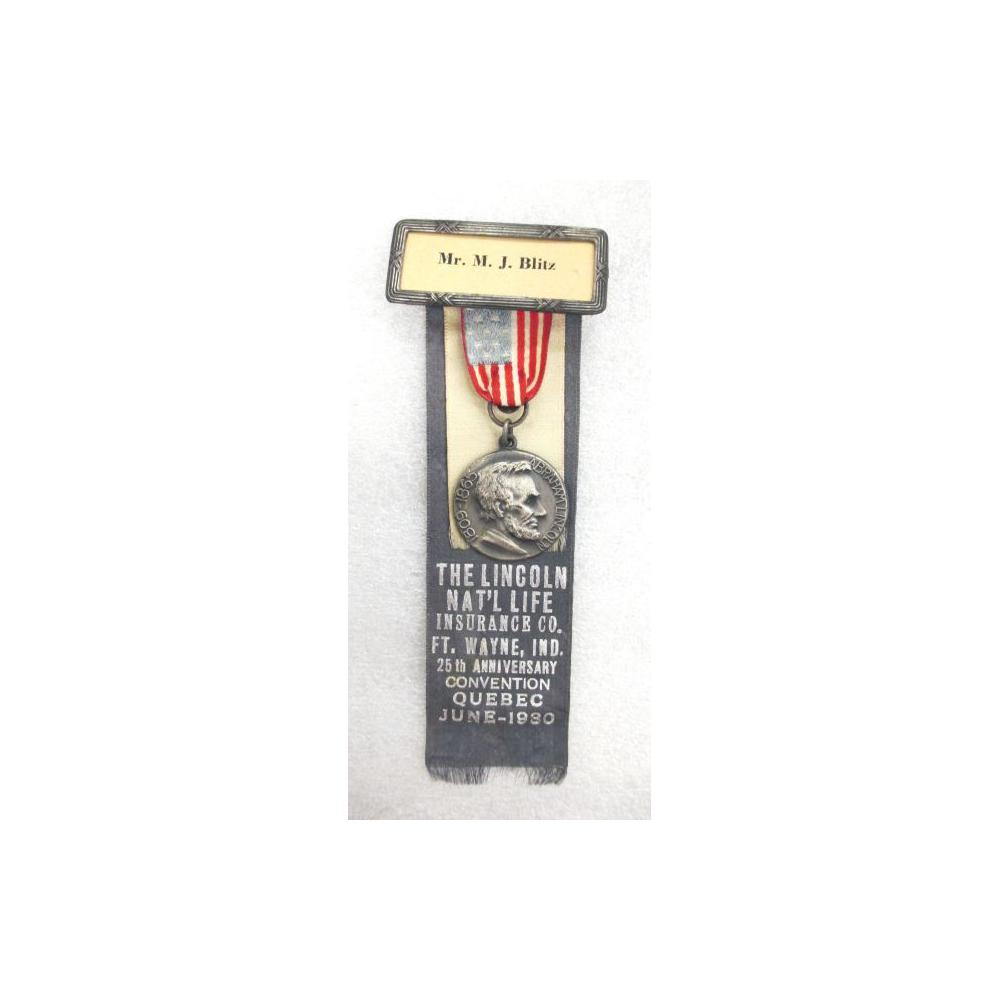 Mr. M. J. Blitz
1809-1865 ABRAHAM LINCOLN
THE LINCOLN
NAT'L LIFE
INSURANCE CO.
FT. WAYNE, IND.
25th ANNIVERSARY
CONVENTION
QUEBEC
JUNE-1930